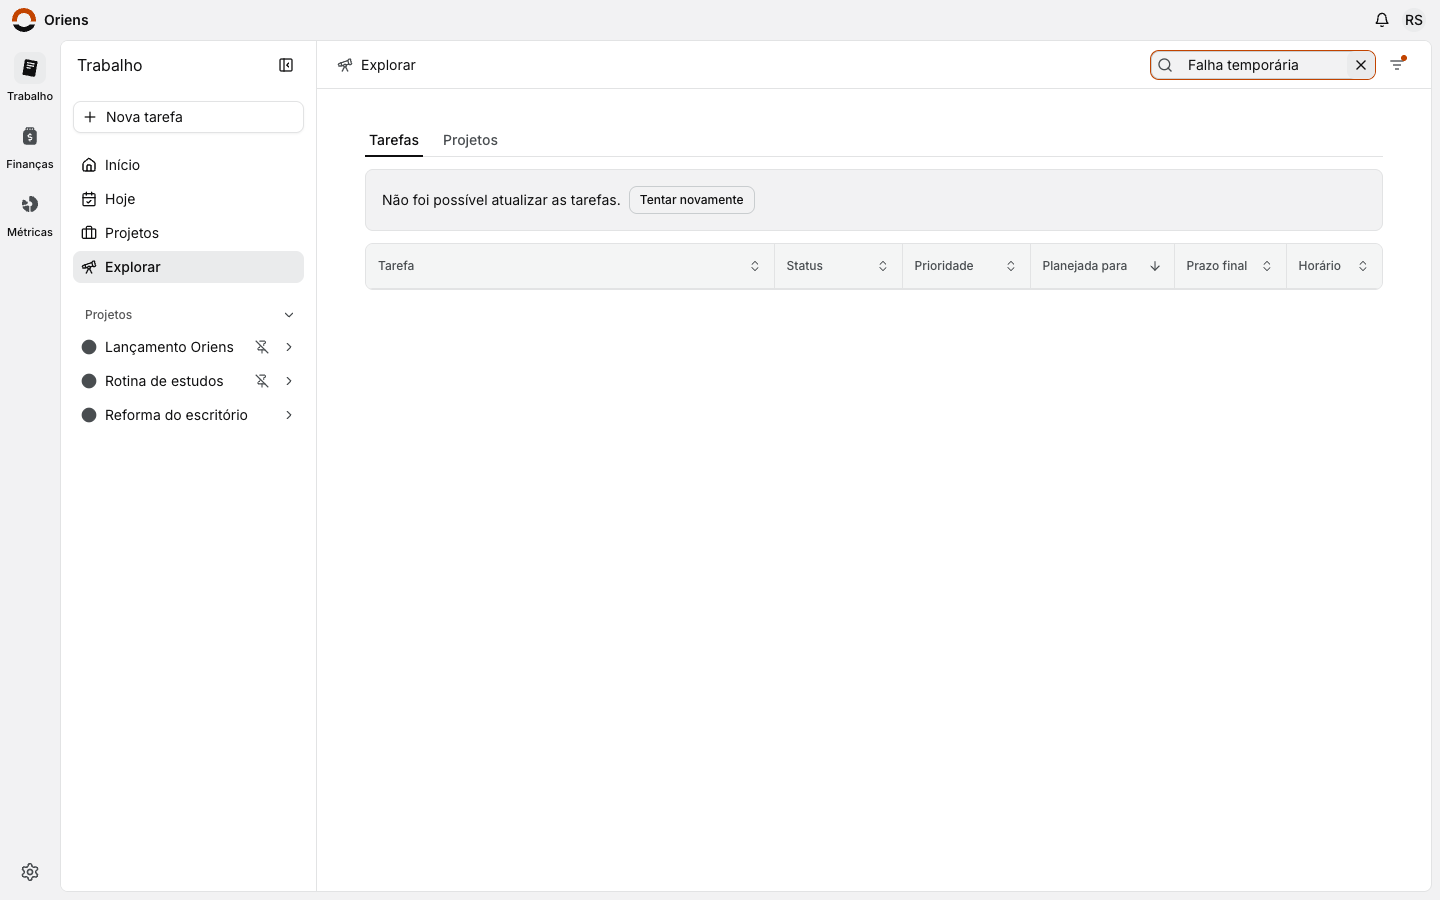 Oriens
RS
Trabalho
Finanças
Métricas
Trabalho
Nova tarefa
Início
Hoje
Projetos
Explorar
Projetos
Lançamento Oriens
Rotina de estudos
Reforma do escritório
Explorar
Falha temporária
Tarefas
Projetos
Não foi possível atualizar as tarefas.
Tentar novamente
Tarefa
Status
Prioridade
Planejada para
Prazo final
Horário